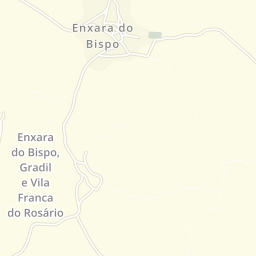 Enxara do
Bispo
Enxara
do Bispo,
Gradil
e Vila
Franca
do Rosário